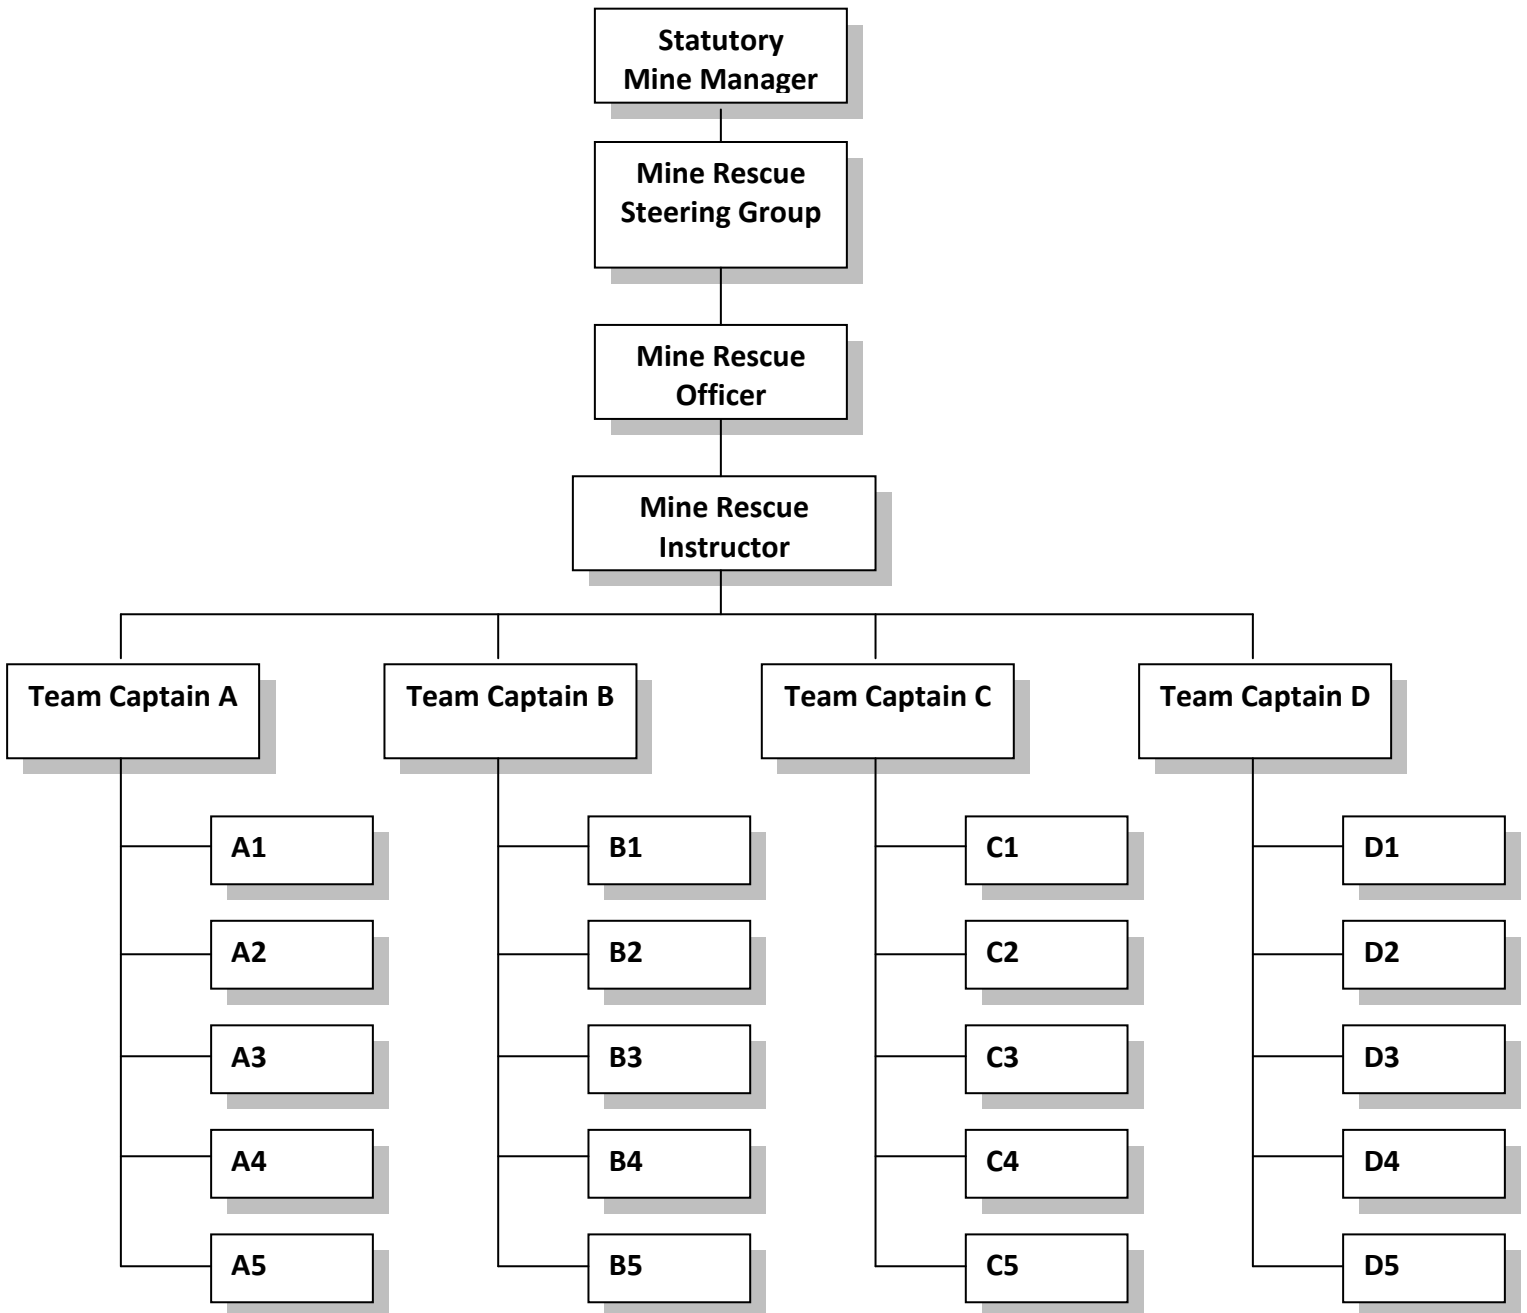 Statutory
Mine Manager
Mine Rescue
Steering Group
Mine Rescue
Officer
Mine Rescue
Instructor
Team Captain A
Team Captain B
Team Captain C
Team Captain D
A1
B1
C1
D1
A2
B2
C2
D2
A3
B3
C3
D3
A4
B4
C4
D4
A5
B5
C5
D5